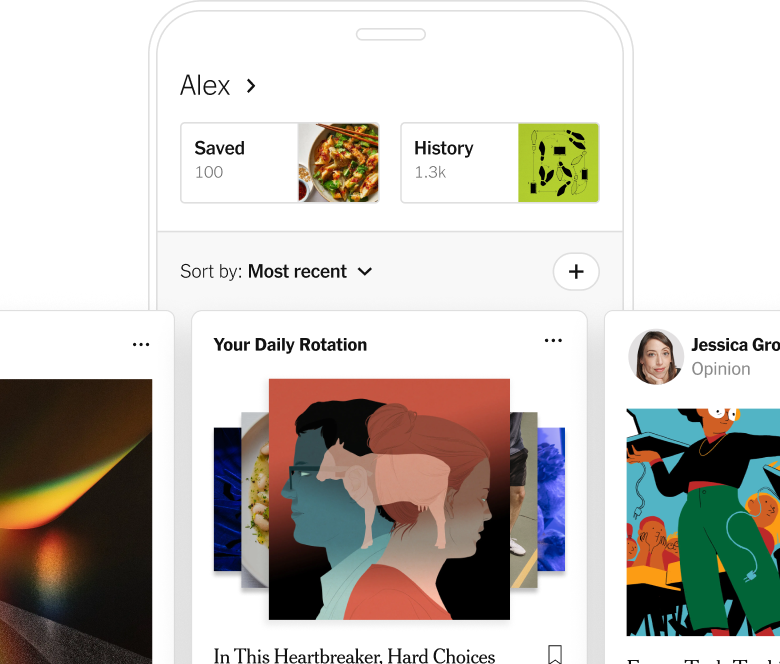 Alex
Saved
100
History
1.3k
Sort by: Most recent
Your Daily Rotation
Jessica Gro
Opinion
In This Heartbreaker, Hard Choices